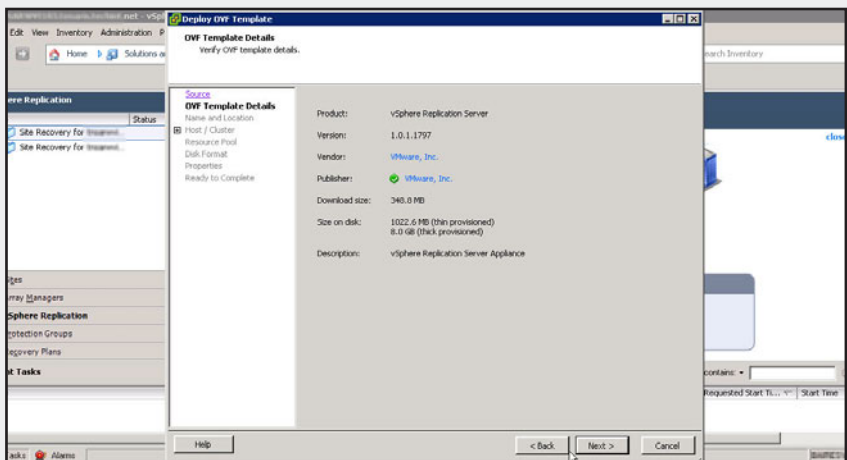 .net - vSp
Deploy OVF Template
Edit View Inventory Administration P
Home
Solutions a
OVF Template Details
Verify OVF template details.
earch Inventory
ere Replication
Status
Site Recovery for
Site Recovery for
Source
OVF Template Details
Name and Location
Host / Cluster
Resource Pool
Disk Format
Properties
Ready to Complete
Product: vSphere Replication Server
Version: 1.0.1.1797
Vendor: VMware, Inc.
Publisher: VMware, Inc.
Download size: 348.8 MB
Size on disk: 1022.6 MB (thin provisioned)
8.0 GB (thick provisioned)
Description: vSphere Replication Server Appliance
clos
ites
rray Managers
Sphere Replication
rotection Groups
ecovery Plans
nt Tasks
contains:
Requested Start Ti... Start Time
Help
< Back
Next >
Cancel
asks
Alarms